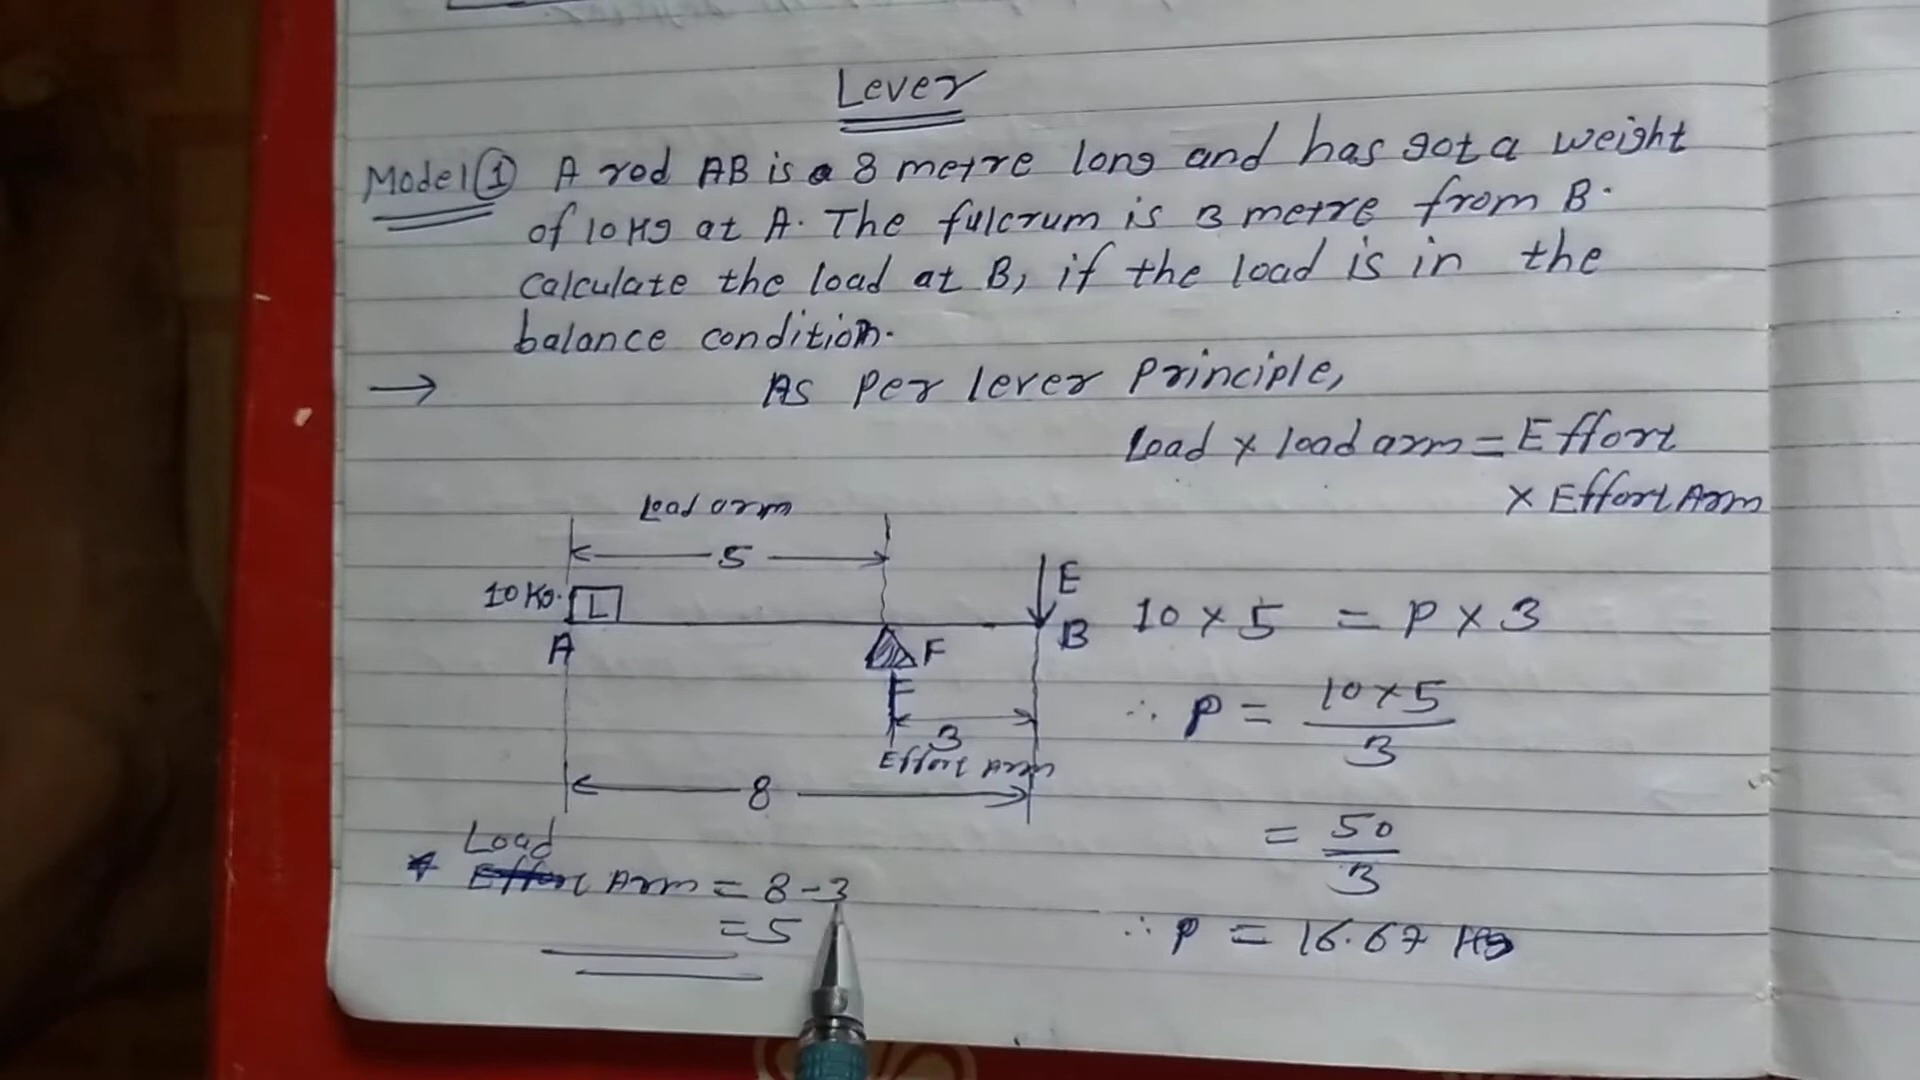 Lever
Model ① A rod AB is a 8 metre long and has got a weight
of 10 Kg at A. The fulcrum is 3 metre from B.
calculate the load at B, if the load is in the
balance condition.
→ As Per lever Principle,
Load × load arm = Effort
× Effort Arm
Load arm
5
10 Kg. L
E
A
F
B
3
Effort Arm
8
10 × 5 = P × 3
∴ P = 10×5
3
= 50
3
∴ P = 16.67 Kg
Load
* Effort Arm = 8-3
= 5